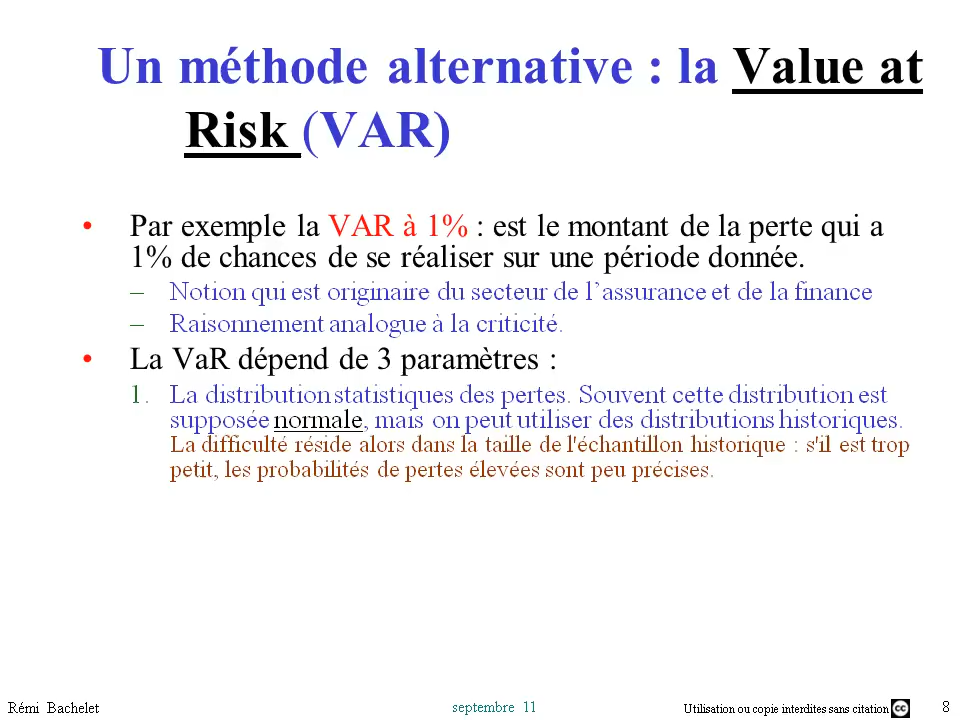 Un méthode alternative : la Value at
Risk (VAR)
• Par exemple la VAR à 1% : est le montant de la perte qui a
1% de chances de se réaliser sur une période donnée.
– Notion qui est originaire du secteur de l’assurance et de la finance
– Raisonnement analogue à la criticité.
• La VaR dépend de 3 paramètres :
1. La distribution statistiques des pertes. Souvent cette distribution est
supposée normale, mais on peut utiliser des distributions historiques.
La difficulté réside alors dans la taille de l'échantillon historique : s'il est trop
petit, les probabilités de pertes élevées sont peu précises.
Rémi Bachelet
septembre 11
Utilisation ou copie interdites sans citation cc
8